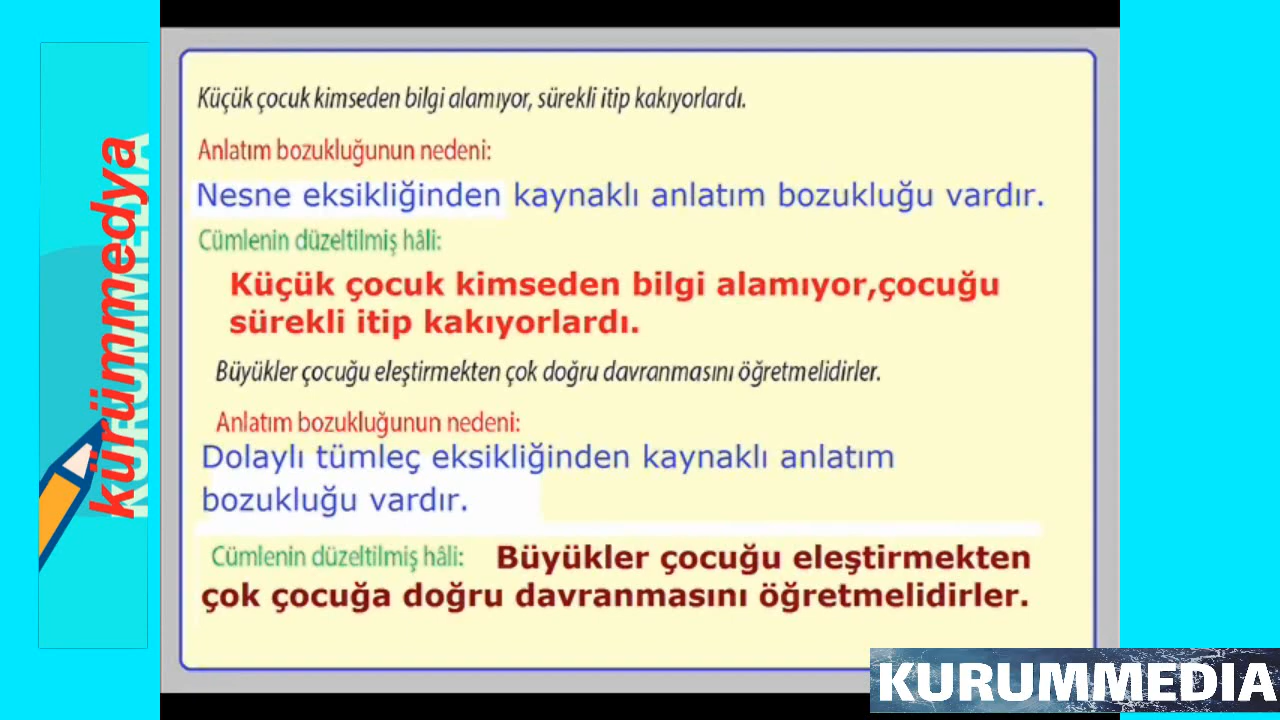 Küçük çocuk kimseden bilgi alamıyor, sürekli itip kakıyorlardı.
Anlatım bozukluğunun nedeni:
Nesne eksikliğinden kaynaklı anlatım bozukluğu vardır.
Cümlenin düzeltilmiş hâli:
Küçük çocuk kimseden bilgi alamıyor,çocuğu
sürekli itip kakıyorlardı.
Büyükler çocuğu eleştirmekten çok doğru davranmasını öğretmelidirler.
Anlatım bozukluğunun nedeni:
Dolaylı tümleç eksikliğinden kaynaklı anlatım
bozukluğu vardır.
Cümlenin düzeltilmiş hâli: Büyükler çocuğu eleştirmekten
çok çocuğa doğru davranmasını öğretmelidirler.
kürümmedya
KURUMMEDIA
KURUMMEDIA